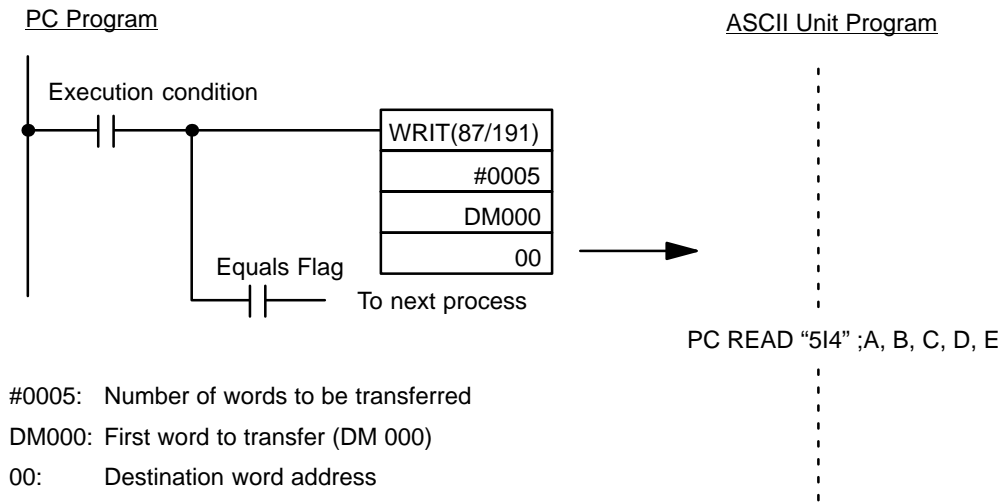 PC Program
ASCII Unit Program
Execution condition
WRIT(87/191)
#0005
DM000
00
Equals Flag
To next process
PC READ “5I4” ;A, B, C, D, E
#0005: Number of words to be transferred
DM000: First word to transfer (DM 000)
00: Destination word address